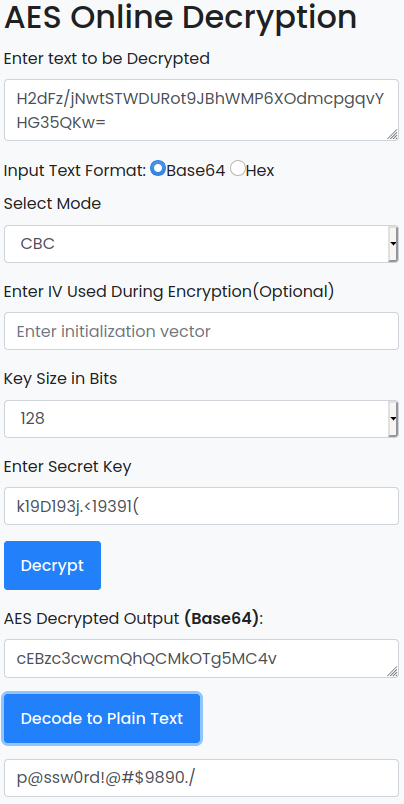 AES Online Decryption
Enter text to be Decrypted
H2dFz/jNwtSTWDURot9JBhWMP6XOdmcpgqvY
HG35QKw=
Input Text Format: Base64 Hex
Select Mode
CBC
Enter IV Used During Encryption(Optional)
Enter initialization vector
Key Size in Bits
128
Enter Secret Key
k19D193j.<19391(
Decrypt
AES Decrypted Output (Base64):
cEBzc3cwcmQhQCMkOTg5MC4v
Decode to Plain Text
p@ssw0rd!@#$9890./